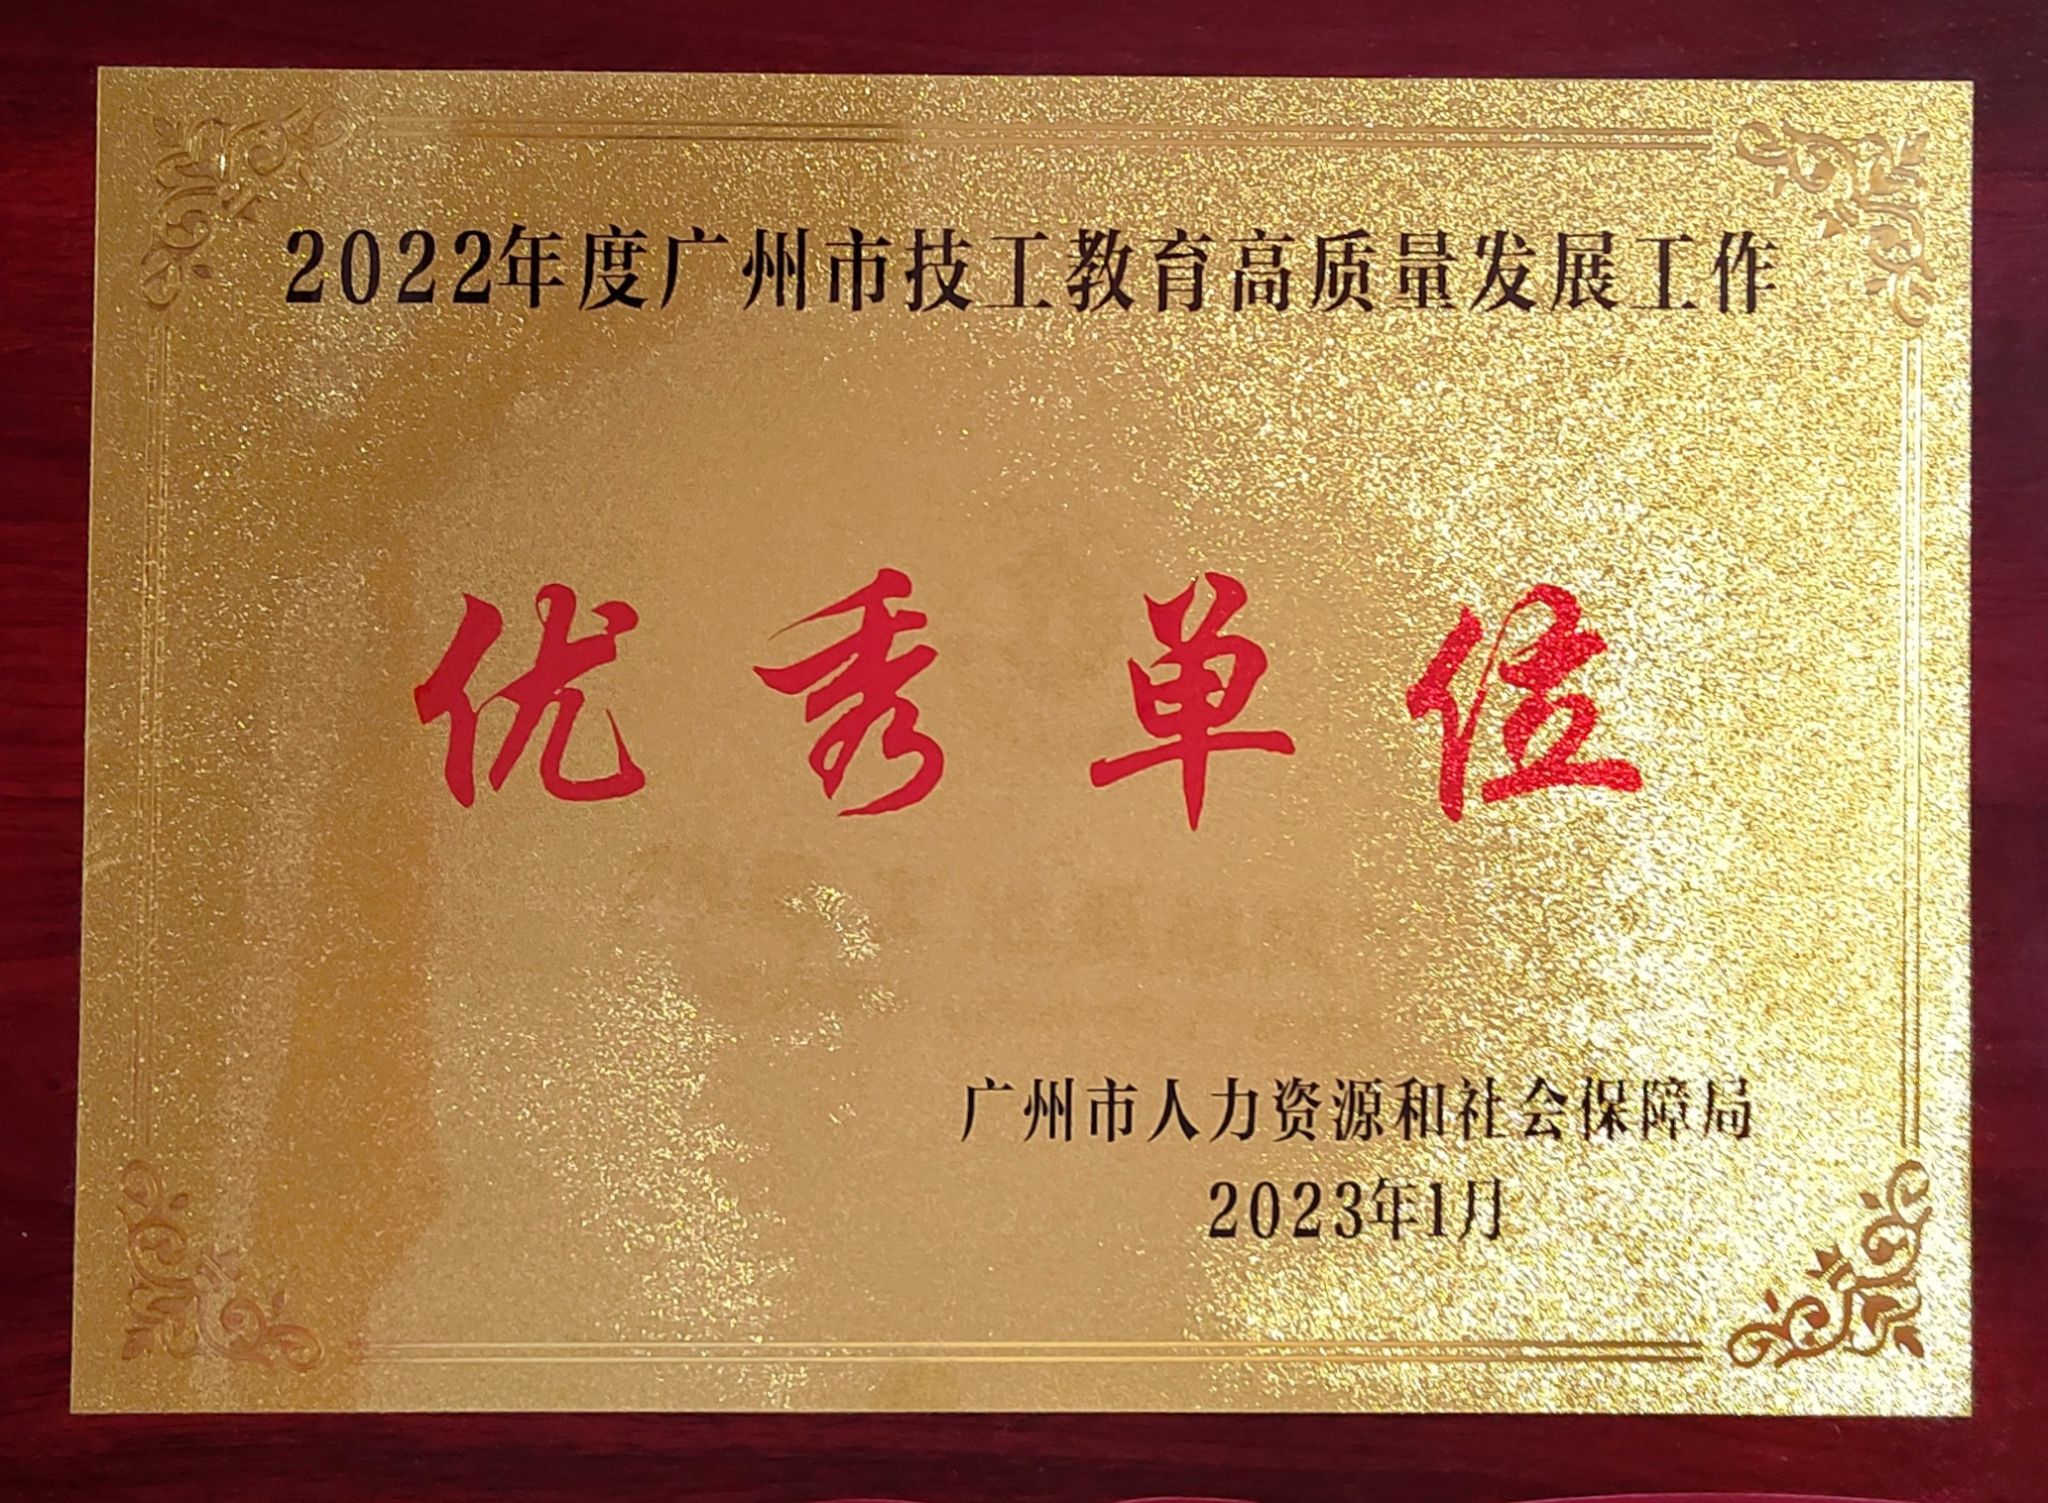 2022年度广州市技工教育高质量发展工作
优秀单位
广州市人力资源和社会保障局
2023年1月